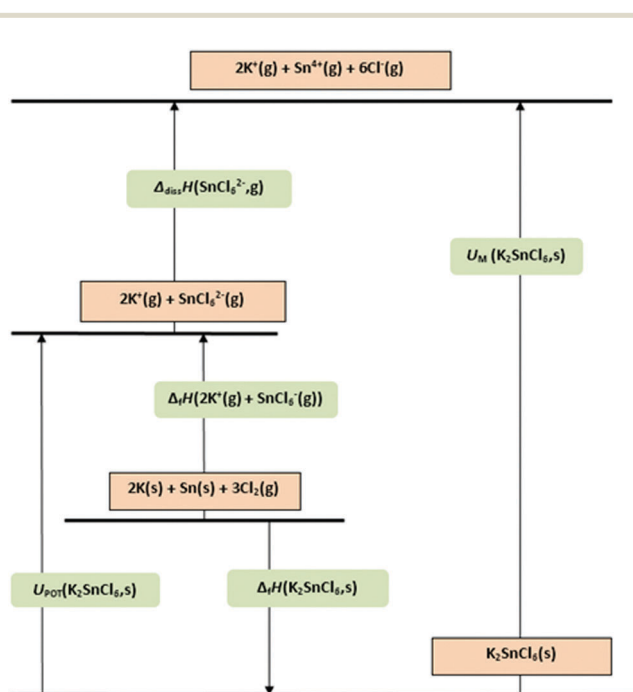 2K⁺(g) + Sn⁴⁺(g) + 6Cl⁻(g)
Δ_dissH(SnCl₆²⁻,g)
U_M (K₂SnCl₆,s)
2K⁺(g) + SnCl₆²⁻(g)
Δ_fH(2K⁺(g) + SnCl₆⁻(g))
2K(s) + Sn(s) + 3Cl₂(g)
U_POT(K₂SnCl₆,s)
Δ_fH(K₂SnCl₆,s)
K₂SnCl₆(s)